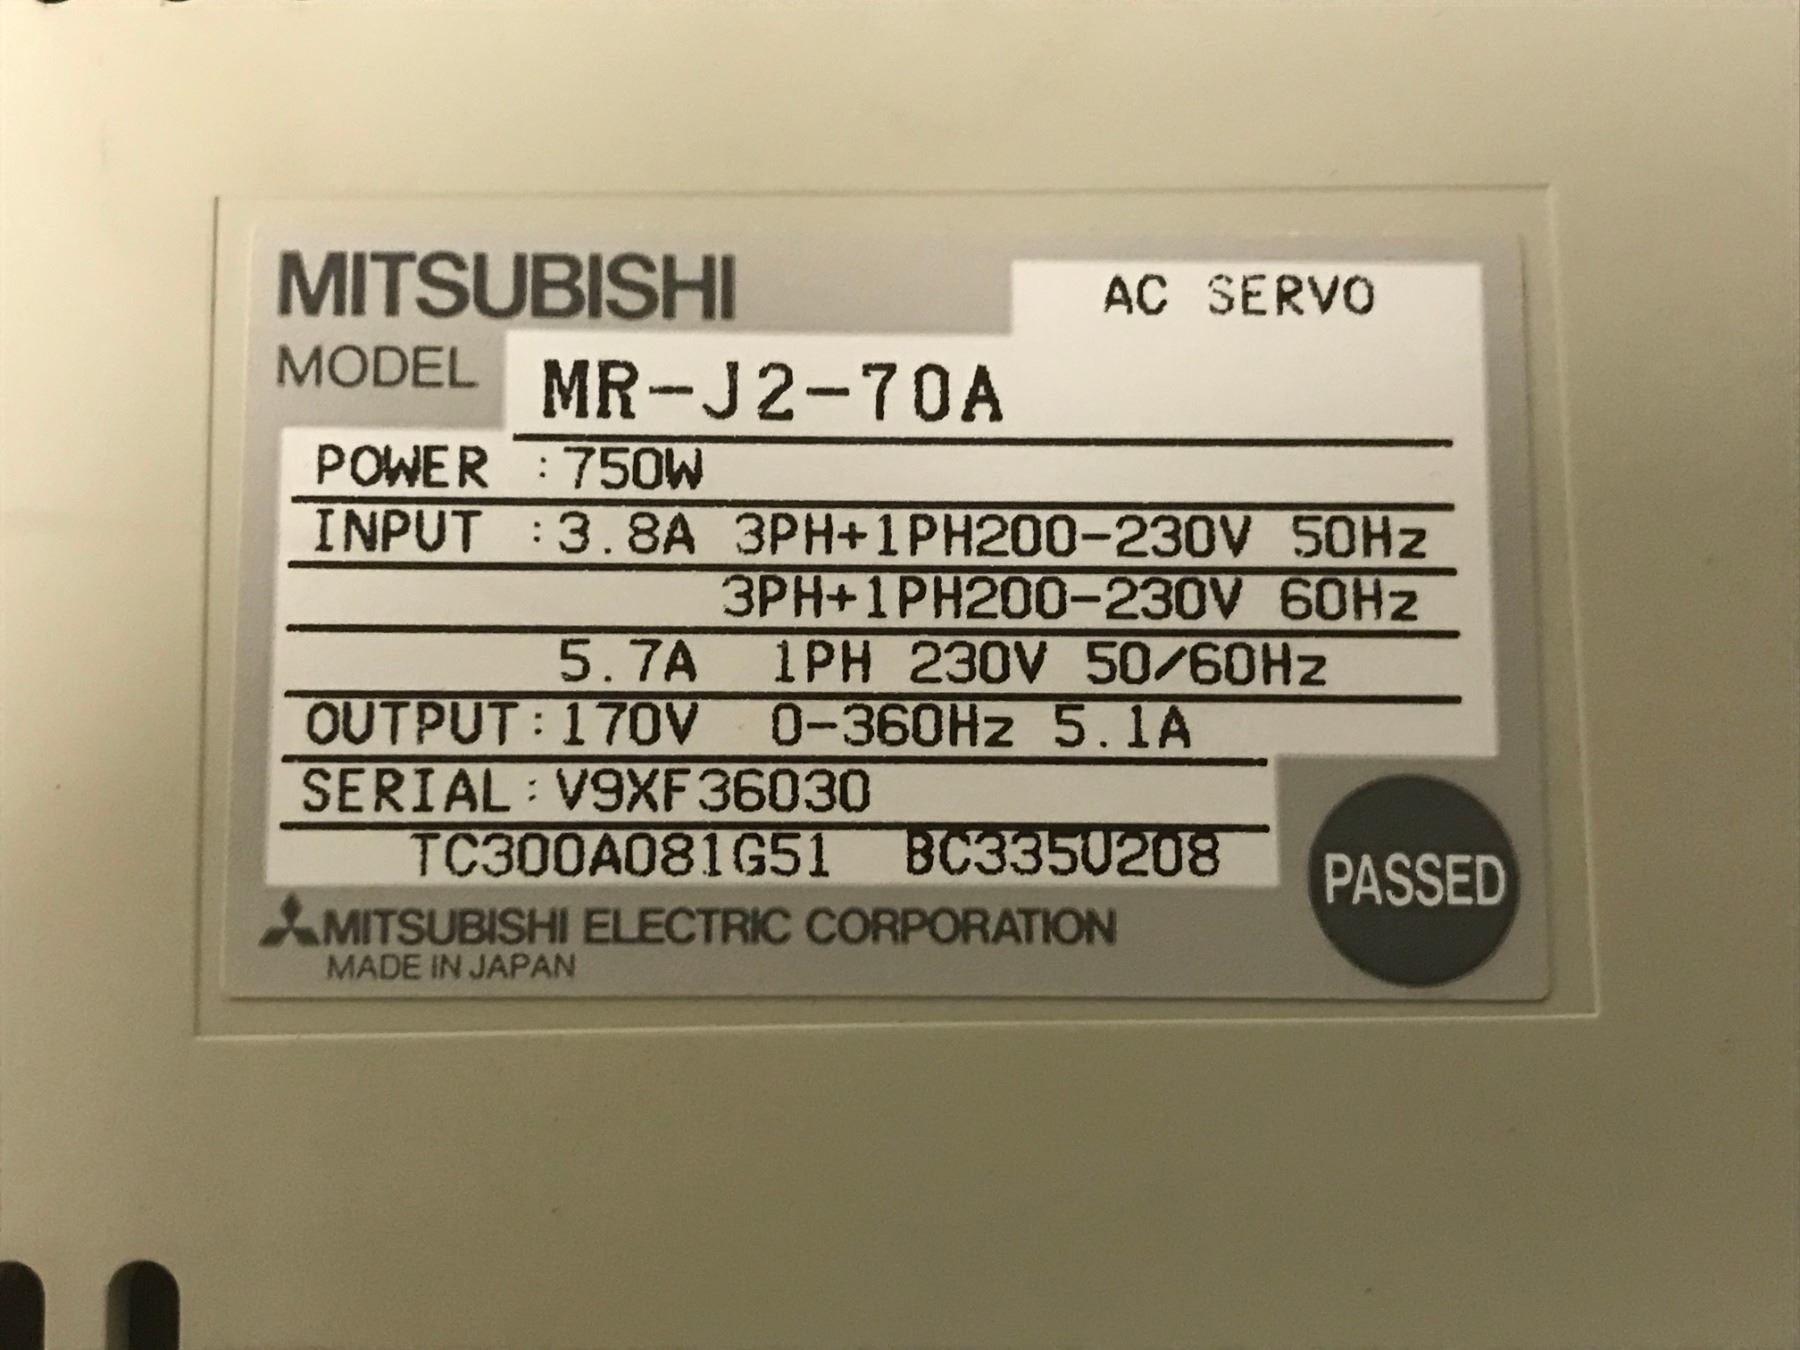 MITSUBISHI
AC SERVO
MODEL MR-J2-70A
POWER :750W
INPUT :3.8A 3PH+1PH200-230V 50Hz
3PH+1PH200-230V 60Hz
5.7A 1PH 230V 50/60Hz
OUTPUT:170V 0-360Hz 5.1A
SERIAL:V9XF36030
TC300A081G51 BC335U208
PASSED
MITSUBISHI ELECTRIC CORPORATION
MADE IN JAPAN